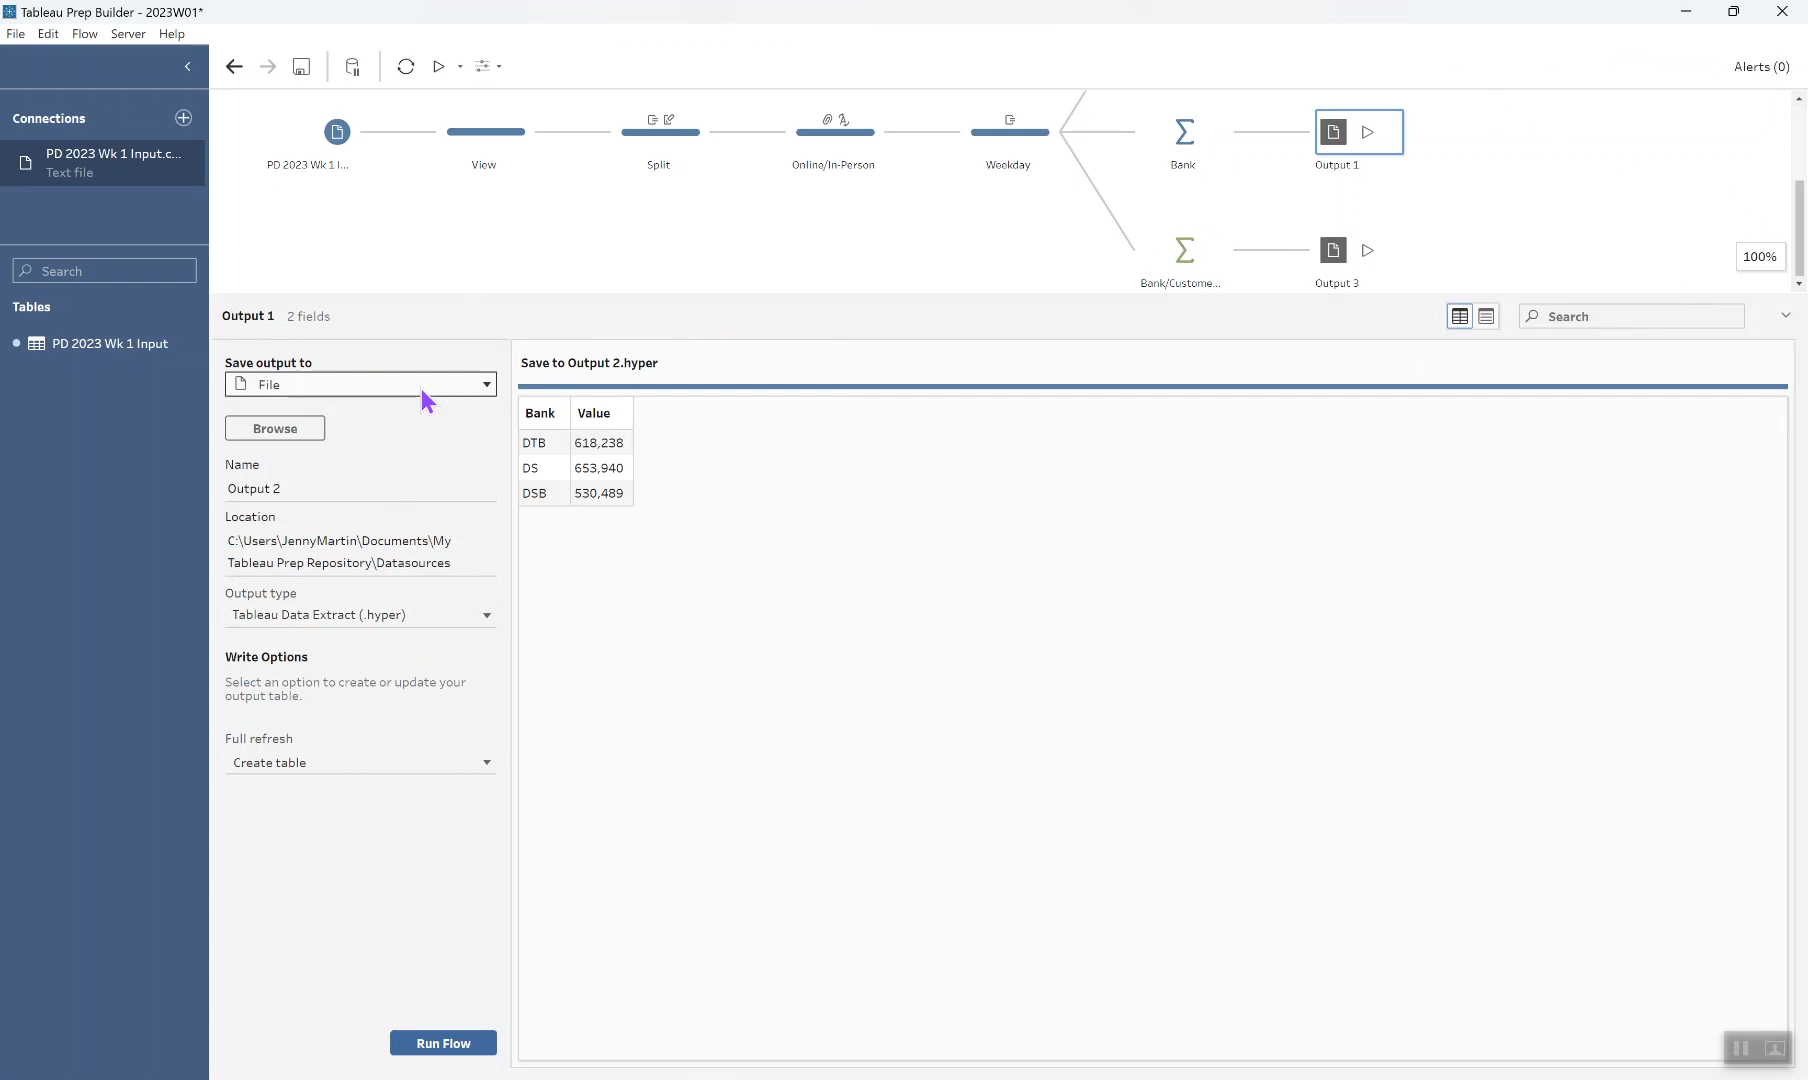 Tableau Prep Builder - 2023W01*
File Edit Flow Server Help
Alerts (0)
Connections
PD 2023 Wk 1 Input.c...
Text file
Search
Tables
PD 2023 Wk 1 Input
PD 2023 Wk 1 I...
View
Split
Online/In-Person
Weekday
Bank
Output 1
Bank/Custome...
Output 3
100%
Output 1 2 fields
Search
Save output to
File
Browse
Name
Output 2
Location
C:\Users\JennyMartin\Documents\My
Tableau Prep Repository\Datasources
Output type
Tableau Data Extract (.hyper)
Write Options
Select an option to create or update your
output table.
Full refresh
Create table
Run Flow
Save to Output 2.hyper
Bank Value
DTB 618,238
DS 653,940
DSB 530,489